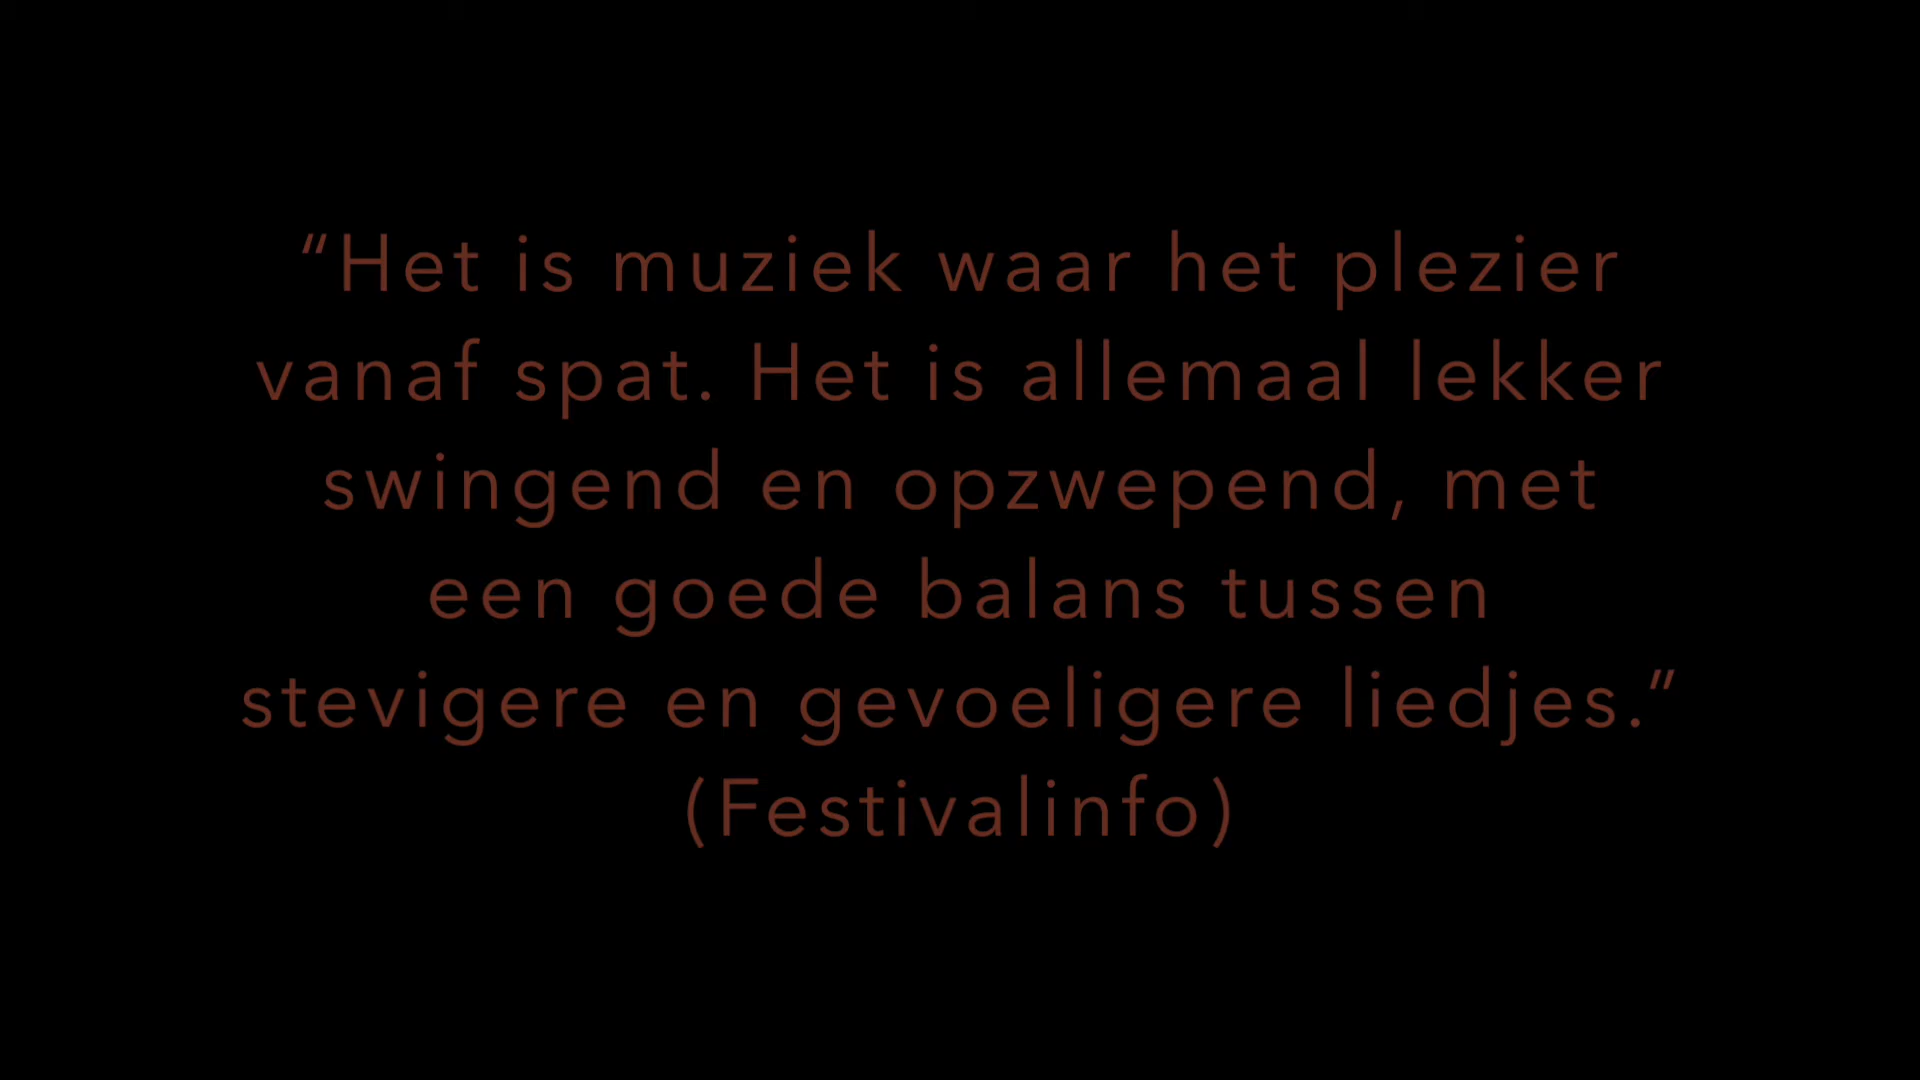 “Het is muziek waar het plezier
vanaf spat. Het is allemaal lekker
swingend en opzwepend, met
een goede balans tussen
stevigere en gevoeligere liedjes.”
(Festivalinfo)